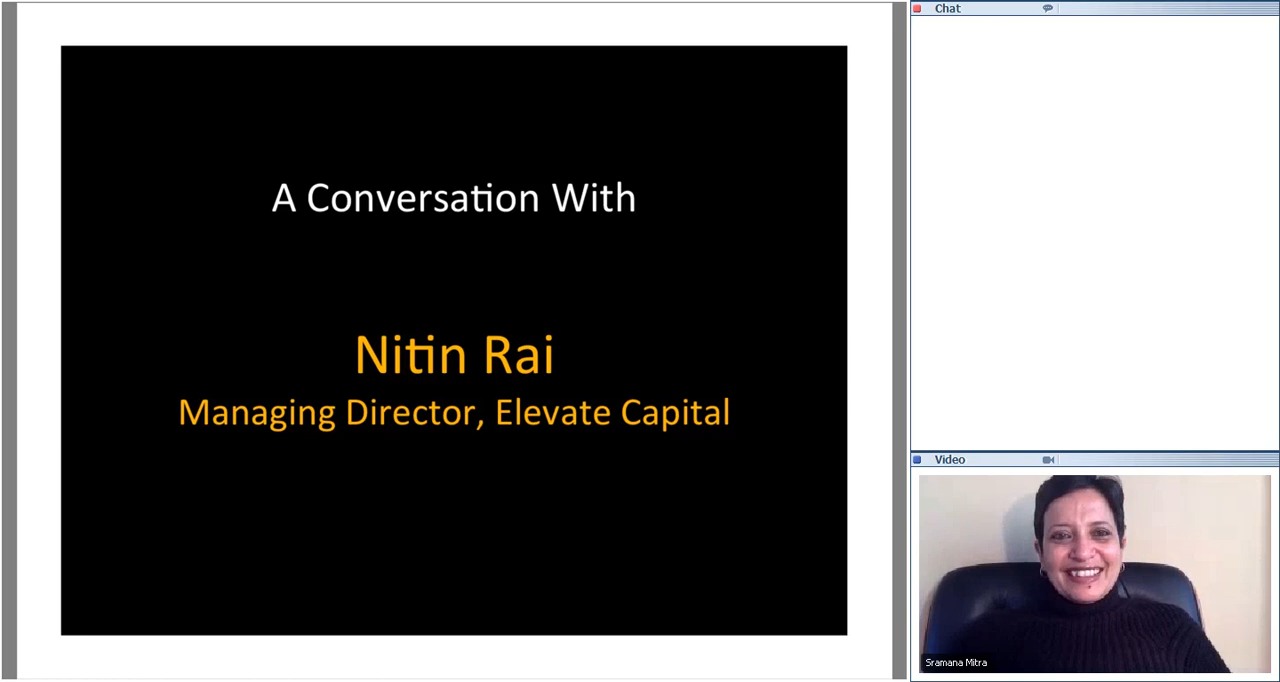 A Conversation With
Nitin Rai
Managing Director, Elevate Capital
Chat
Video
Sramana Mitra